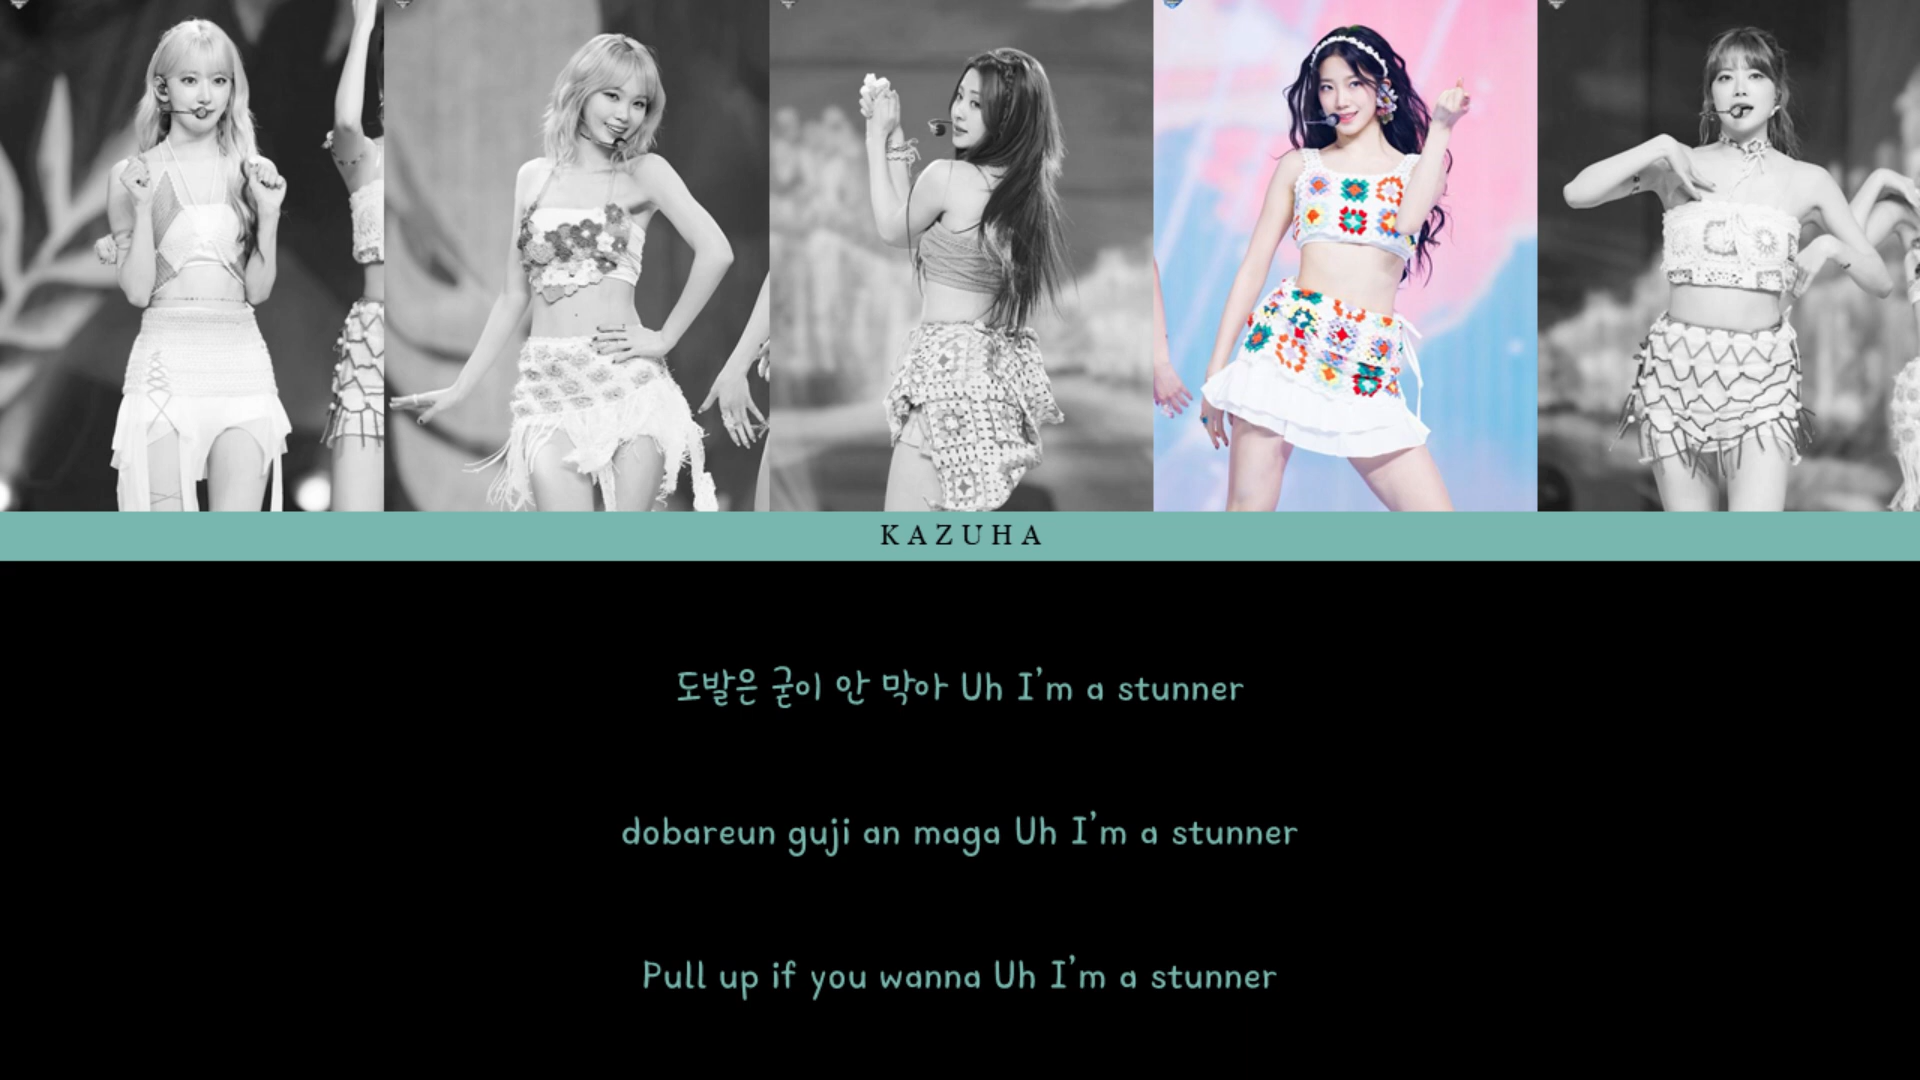 KAZUHA
도발은 굳이 안 막아 Uh I'm a stunner
dobareun guji an maga Uh I'm a stunner
Pull up if you wanna Uh I'm a stunner